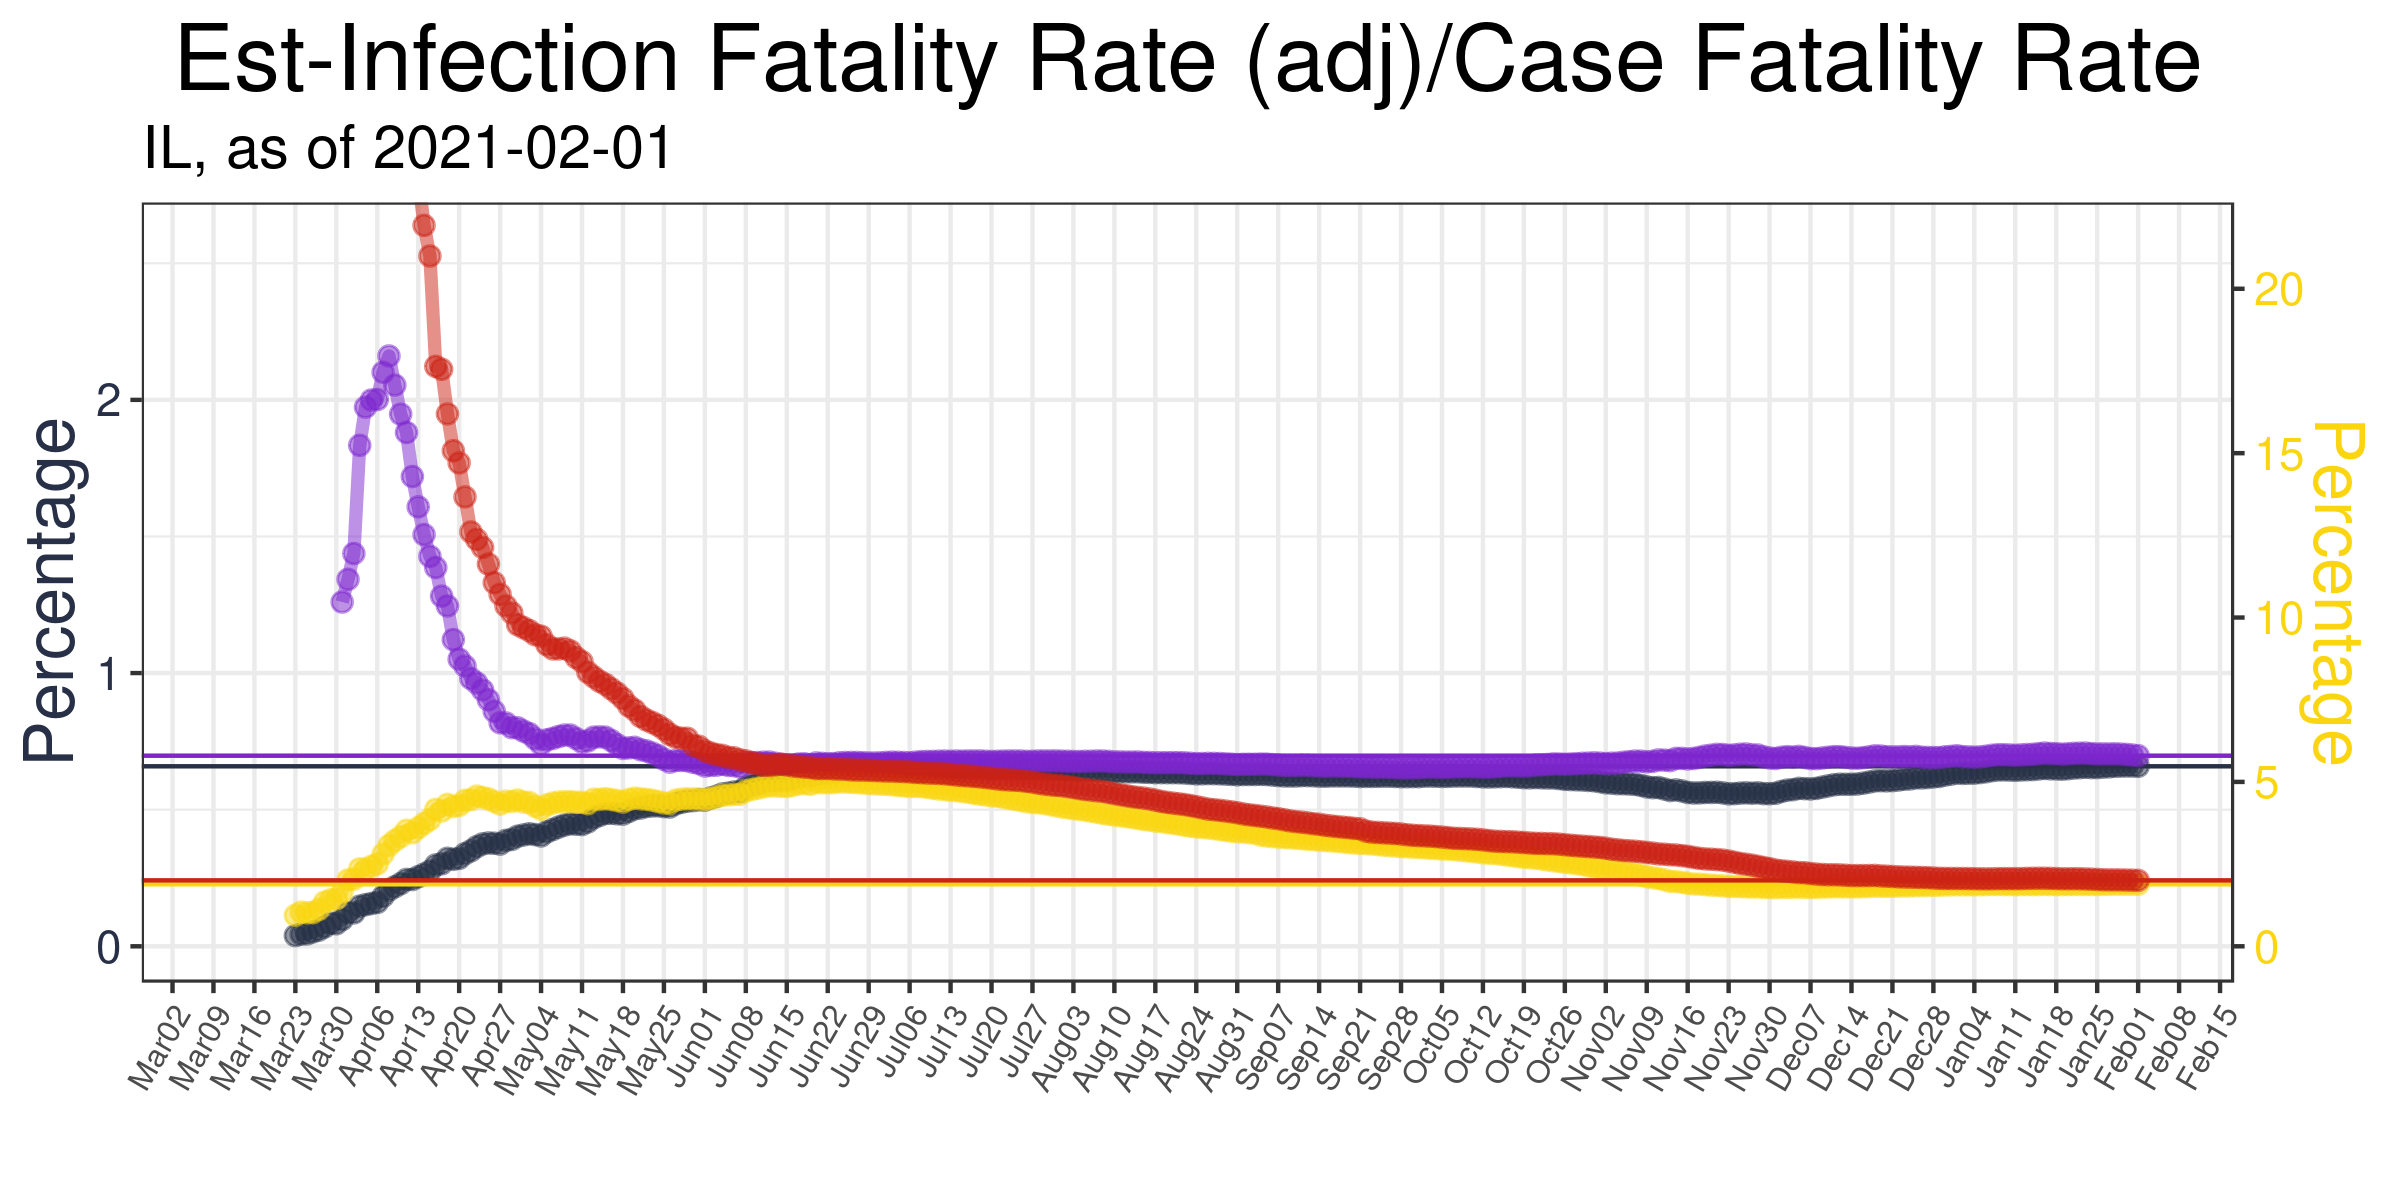 Est-Infection Fatality Rate (adj)/Case Fatality Rate
IL, as of 2021-02-01
Percentage
2
1
0
20
15
10
5
0
Percentage
Mar02
Mar09
Mar16
Mar23
Mar30
Apr06
Apr13
Apr20
Apr27
May04
May11
May18
May25
Jun01
Jun08
Jun15
Jun22
Jun29
Jul06
Jul13
Jul20
Jul27
Aug03
Aug10
Aug17
Aug24
Aug31
Sep07
Sep14
Sep21
Sep28
Oct05
Oct12
Oct19
Oct26
Nov02
Nov09
Nov16
Nov23
Nov30
Dec07
Dec14
Dec21
Dec28
Jan04
Jan11
Jan18
Jan25
Feb01
Feb08
Feb15